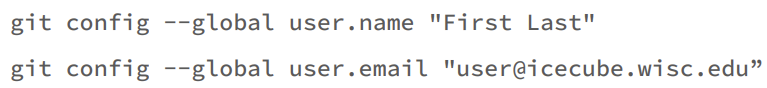 git config --global user.name "First Last"
git config --global user.email "user@icecube.wisc.edu”